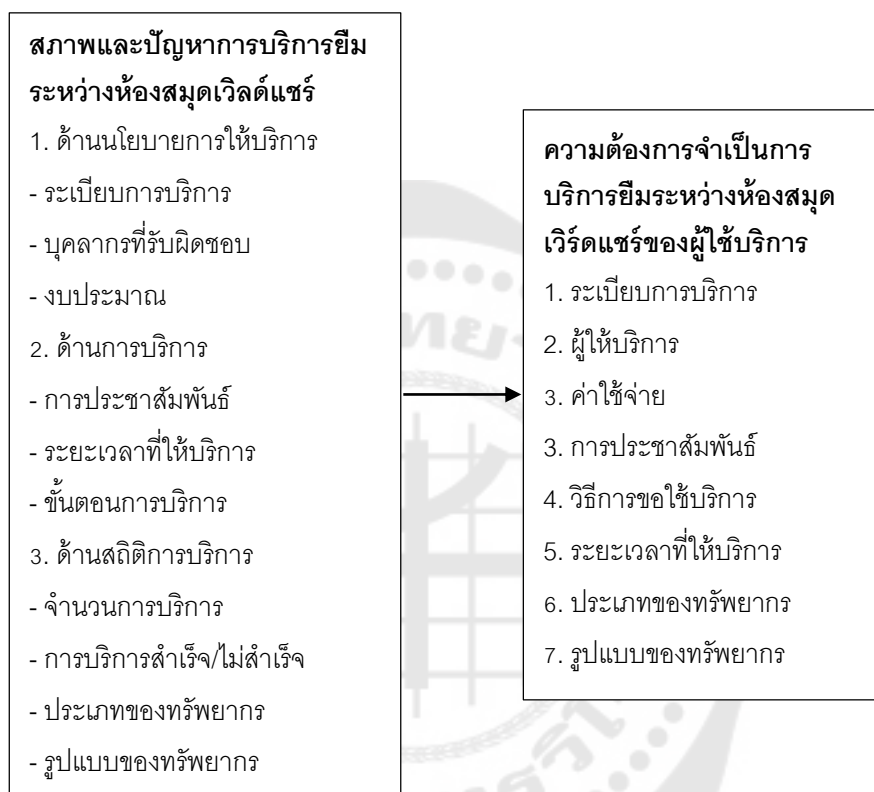 สภาพและปัญหาการบริการยืม
ระหว่างห้องสมุดเวิลด์แชร์
1. ด้านนโยบายการให้บริการ
- ระเบียบการบริการ
- บุคลากรที่รับผิดชอบ
- งบประมาณ
2. ด้านการบริการ
- การประชาสัมพันธ์
- ระยะเวลาที่ให้บริการ
- ขั้นตอนการบริการ
3. ด้านสถิติการบริการ
- จำนวนการบริการ
- การบริการสำเร็จ/ไม่สำเร็จ
- ประเภทของทรัพยากร
- รูปแบบของทรัพยากร
ความต้องการจำเป็นการ
บริการยืมระหว่างห้องสมุด
เวิร์ดแชร์ของผู้ใช้บริการ
1. ระเบียบการบริการ
2. ผู้ให้บริการ
3. ค่าใช้จ่าย
3. การประชาสัมพันธ์
4. วิธีการขอใช้บริการ
5. ระยะเวลาที่ให้บริการ
6. ประเภทของทรัพยากร
7. รูปแบบของทรัพยากร